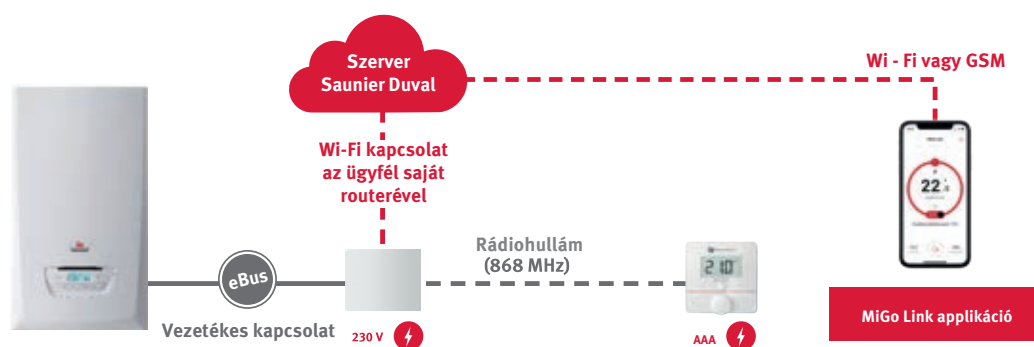 Szerver
Saunier Duval
Wi - Fi vagy GSM
Wi-Fi kapcsolat
az ügyfél saját
routerével
22
Rádiohullám
(868 MHz)
eBus
21.0
Vezetékes kapcsolat
230 V
AAA
MiGo Link applikáció